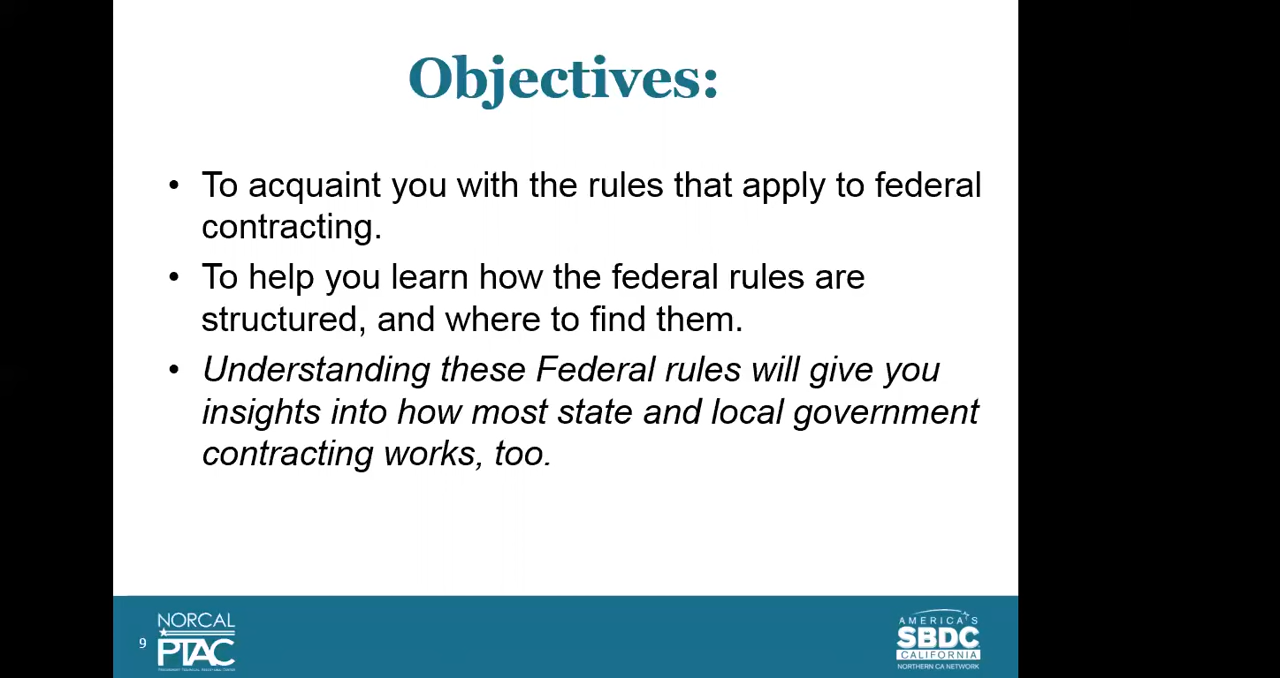 Objectives:
• To acquaint you with the rules that apply to federal
contracting.
• To help you learn how the federal rules are
structured, and where to find them.
• Understanding these Federal rules will give you
insights into how most state and local government
contracting works, too.
9
NORCAL
PTAC
AMERICA'S
SBDC
CALIFORNIA
NORTHERN CA NETWORK